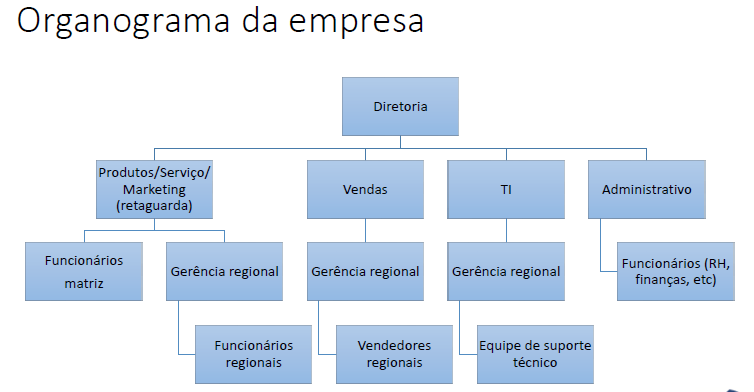 Organograma da empresa
Diretoria
Produtos/Serviço/
Marketing
(retaguarda)
Vendas
TI
Administrativo
Funcionários
matriz
Gerência regional
Gerência regional
Gerência regional
Funcionários (RH,
finanças, etc)
Funcionários
regionais
Vendedores
regionais
Equipe de suporte
técnico